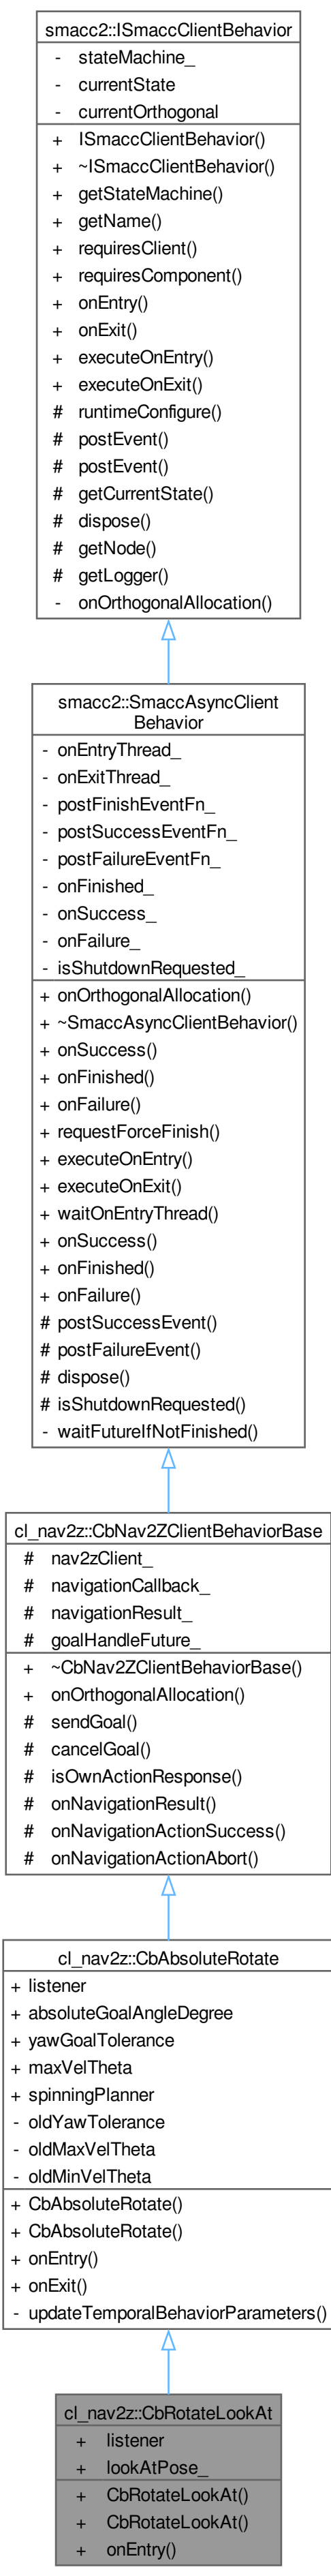 smacc2::ISmaccClientBehavior
- stateMachine_
- currentState
- currentOrthogonal
+ ISmaccClientBehavior()
+ ~ISmaccClientBehavior()
+ getStateMachine()
+ getName()
+ requiresClient()
+ requiresComponent()
+ onEntry()
+ onExit()
+ executeOnEntry()
+ executeOnExit()
# runtimeConfigure()
# postEvent()
# postEvent()
# getCurrentState()
# dispose()
# getNode()
# getLogger()
- onOrthogonalAllocation()
smacc2::SmaccAsyncClient
Behavior
- onEntryThread_
- onExitThread_
- postFinishEventFn_
- postSuccessEventFn_
- postFailureEventFn_
- onFinished_
- onSuccess_
- onFailure_
- isShutdownRequested_
+ onOrthogonalAllocation()
+ ~SmaccAsyncClientBehavior()
+ onSuccess()
+ onFinished()
+ onFailure()
+ requestForceFinish()
+ executeOnEntry()
+ executeOnExit()
+ waitOnEntryThread()
+ onSuccess()
+ onFinished()
+ onFailure()
# postSuccessEvent()
# postFailureEvent()
# dispose()
# isShutdownRequested()
- waitFutureIfNotFinished()
cl_nav2z::CbNav2ZClientBehaviorBase
# nav2zClient_
# navigationCallback_
# navigationResult_
# goalHandleFuture_
+ ~CbNav2ZClientBehaviorBase()
+ onOrthogonalAllocation()
# sendGoal()
# cancelGoal()
# isOwnActionResponse()
# onNavigationResult()
# onNavigationActionSuccess()
# onNavigationActionAbort()
cl_nav2z::CbAbsoluteRotate
+ listener
+ absoluteGoalAngleDegree
+ yawGoalTolerance
+ maxVelTheta
+ spinningPlanner
- oldYawTolerance
- oldMaxVelTheta
- oldMinVelTheta
+ CbAbsoluteRotate()
+ CbAbsoluteRotate()
+ onEntry()
+ onExit()
- updateTemporalBehaviorParameters()
cl_nav2z::CbRotateLookAt
+ listener
+ lookAtPose_
+ CbRotateLookAt()
+ CbRotateLookAt()
+ onEntry()